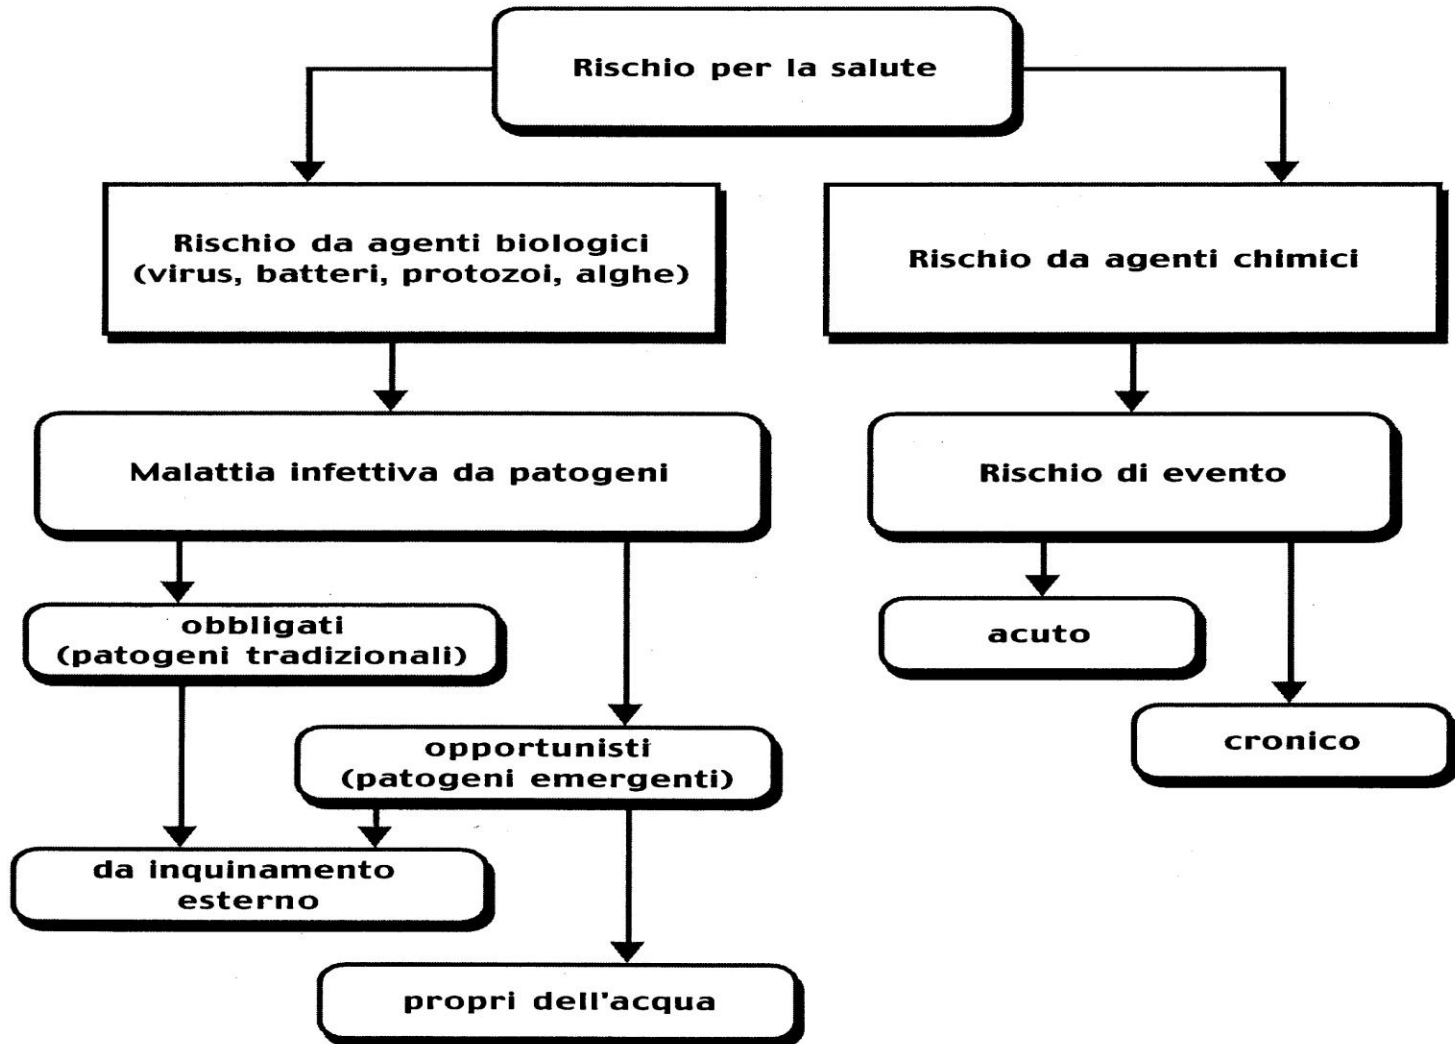 Rischio per la salute
Rischio da agenti biologici
(virus, batteri, protozoi, alghe)
Rischio da agenti chimici
Malattia infettiva da patogeni
Rischio di evento
obbligati
(patogeni tradizionali)
acuto
opportunisti
(patogeni emergenti)
cronico
da inquinamento
esterno
propri dell'acqua